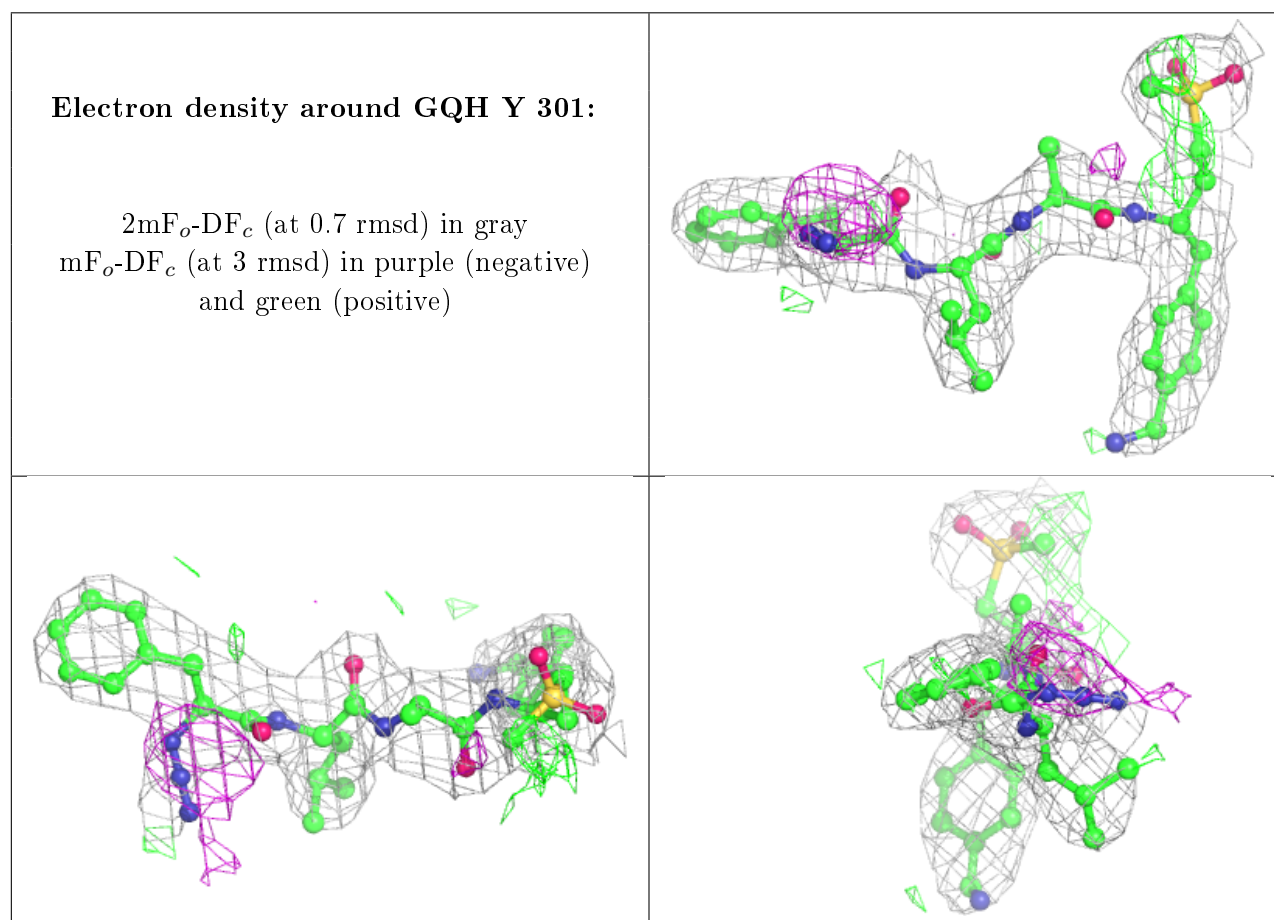 Electron density around GQH Y 301:
2mFₒ-DF𝒸 (at 0.7 rmsd) in gray
mFₒ-DF𝒸 (at 3 rmsd) in purple (negative)
and green (positive)